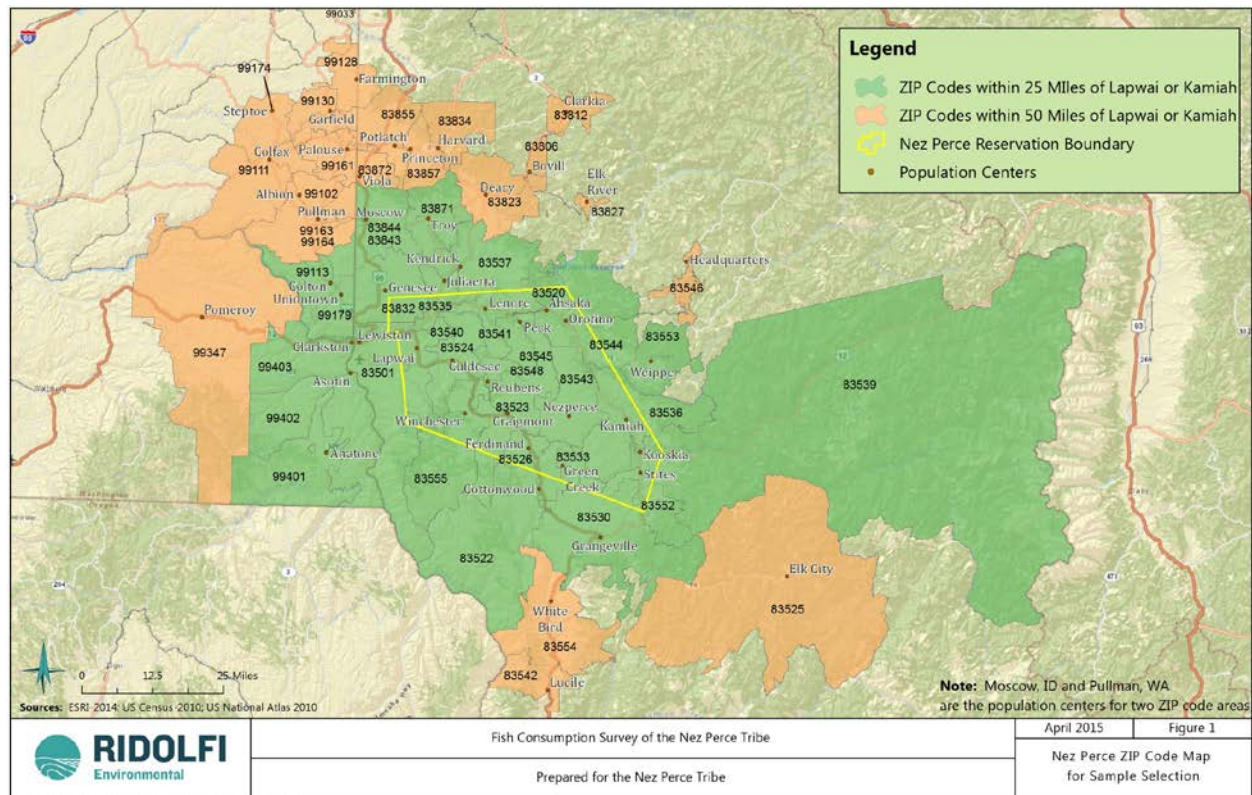 99033
99174
99128
Farmington
Steptoe
99130
Garfield
83855
83834
Clarkia
83812
Potlatch
Harvard
Palouse
Princeton
83806
Colfax
99161
83872
83857
Bovill
99111
Viola
Elk
River
Albion
99102
Deary
83823
83827
Pullman
Moscow
83871
Troy
99163
83844
99164
83843
Kendrick
83537
Headquarters
99113
Juliaetta
Colton
Genesee
83520
83546
Uniontown
83832
83535
Lenore
Ahsaka
Pomeroy
99179
Peck
Orofino
99347
Lewiston
83540
83541
83544
83553
Clarkston
Lapwai
83524
99403
83501
Culdesac
83545
Weippe
83539
Asotin
83548
83543
Reubens
99402
83523
Nezperce
83536
Winchester
Craigmont
Kamiah
Ferdinand
Kooskia
Anatone
83526
83533
99401
83555
Green
Creek
Stites
Cottonwood
83552
83530
Grangeville
83522
Elk City
White
Bird
83525
83554
83542
Lucile
Legend
ZIP Codes within 25 MIles of Lapwai or Kamiah
ZIP Codes within 50 Miles of Lapwai or Kamiah
Nez Perce Reservation Boundary
Population Centers
0 12.5 25 Miles
Sources: ESRI 2014; US Census 2010; US National Atlas 2010
Note: Moscow, ID and Pullman, WA
are the population centers for two ZIP code areas
RIDOLFI
Environmental
Fish Consumption Survey of the Nez Perce Tribe
Prepared for the Nez Perce Tribe
April 2015
Figure 1
Nez Perce ZIP Code Map
for Sample Selection